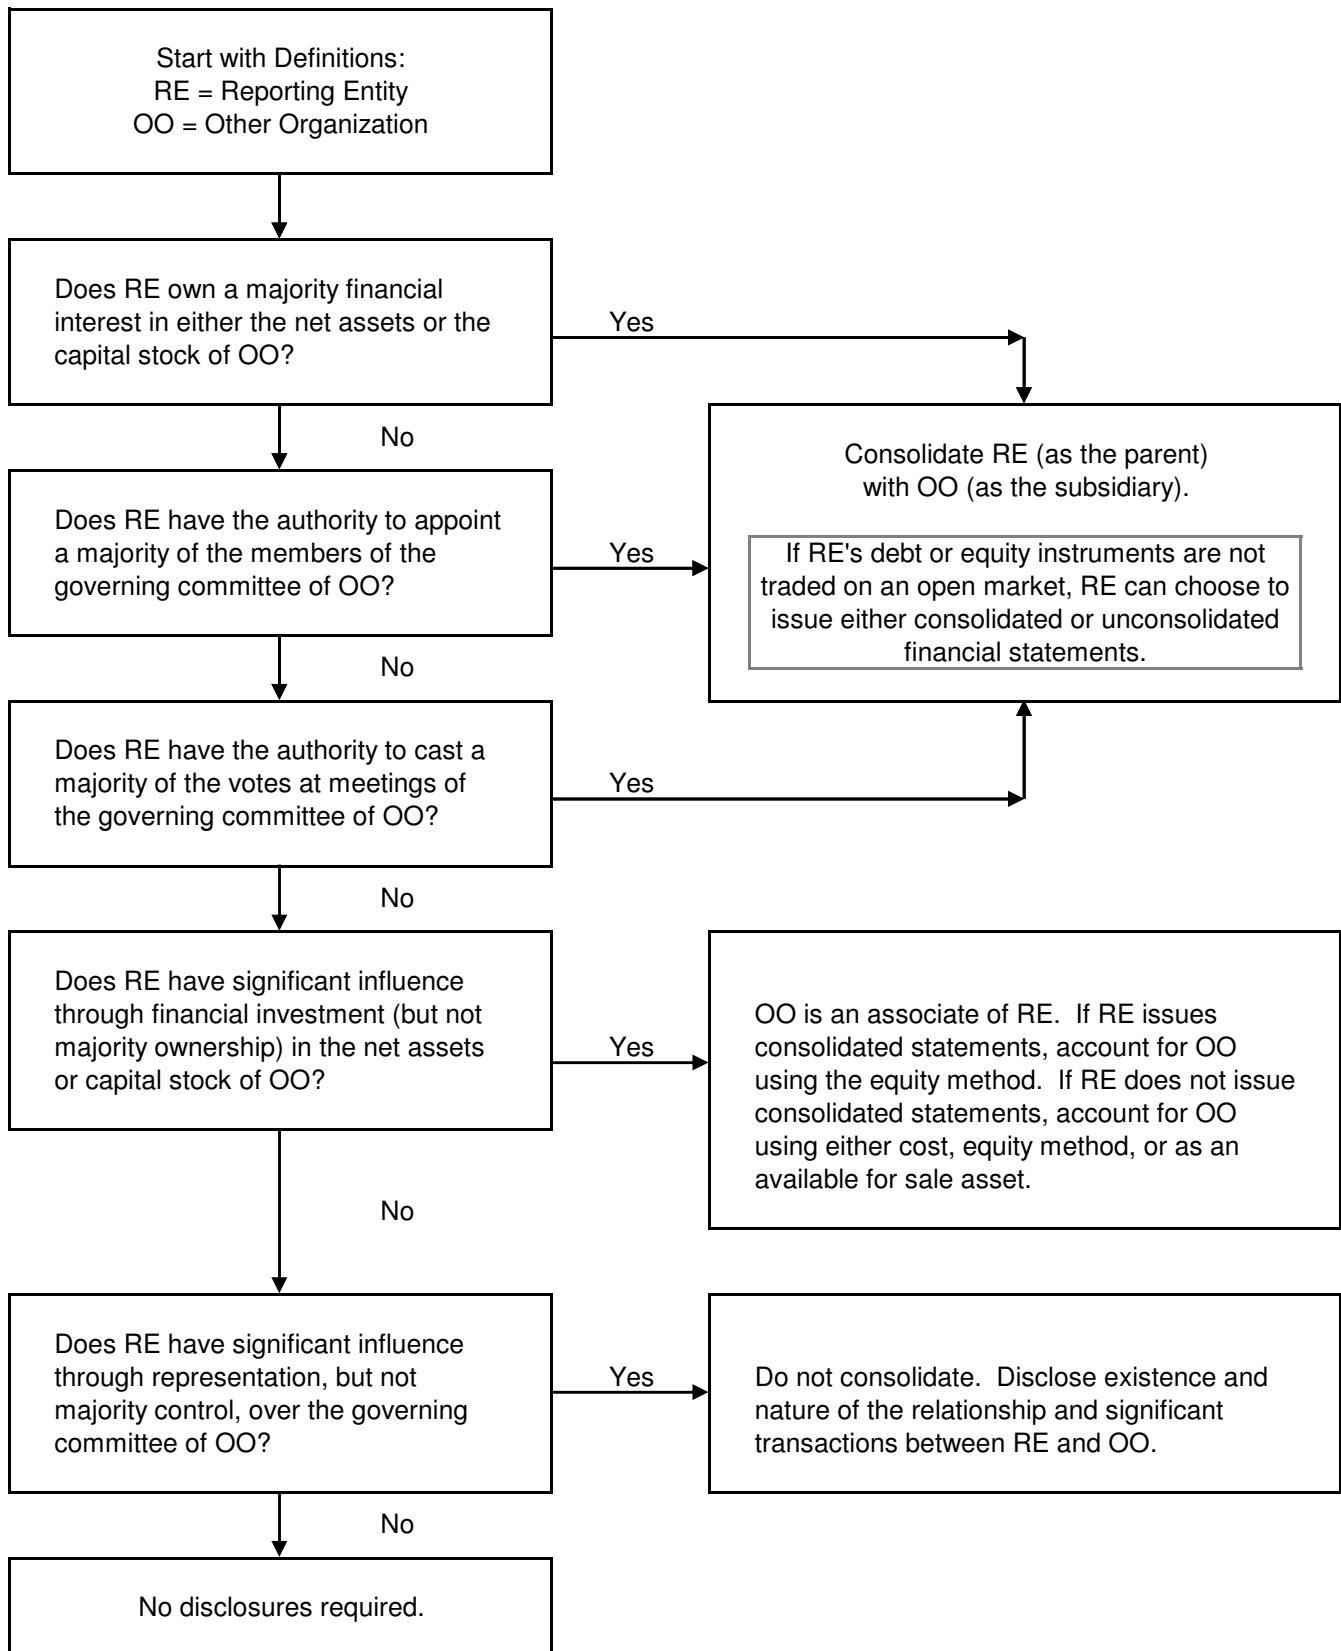 Start with Definitions:
RE = Reporting Entity
OO = Other Organization
Does RE own a majority financial
interest in either the net assets or the
capital stock of OO?
Yes
No
Consolidate RE (as the parent)
with OO (as the subsidiary).
If RE's debt or equity instruments are not
traded on an open market, RE can choose to
issue either consolidated or unconsolidated
financial statements.
Does RE have the authority to appoint
a majority of the members of the
governing committee of OO?
Yes
No
Does RE have the authority to cast a
majority of the votes at meetings of
the governing committee of OO?
Yes
No
Does RE have significant influence
through financial investment (but not
majority ownership) in the net assets
or capital stock of OO?
Yes
OO is an associate of RE.  If RE issues
consolidated statements, account for OO
using the equity method.  If RE does not issue
consolidated statements, account for OO
using either cost, equity method, or as an
available for sale asset.
No
Does RE have significant influence
through representation, but not
majority control, over the governing
committee of OO?
Yes
Do not consolidate.  Disclose existence and
nature of the relationship and significant
transactions between RE and OO.
No
No disclosures required.